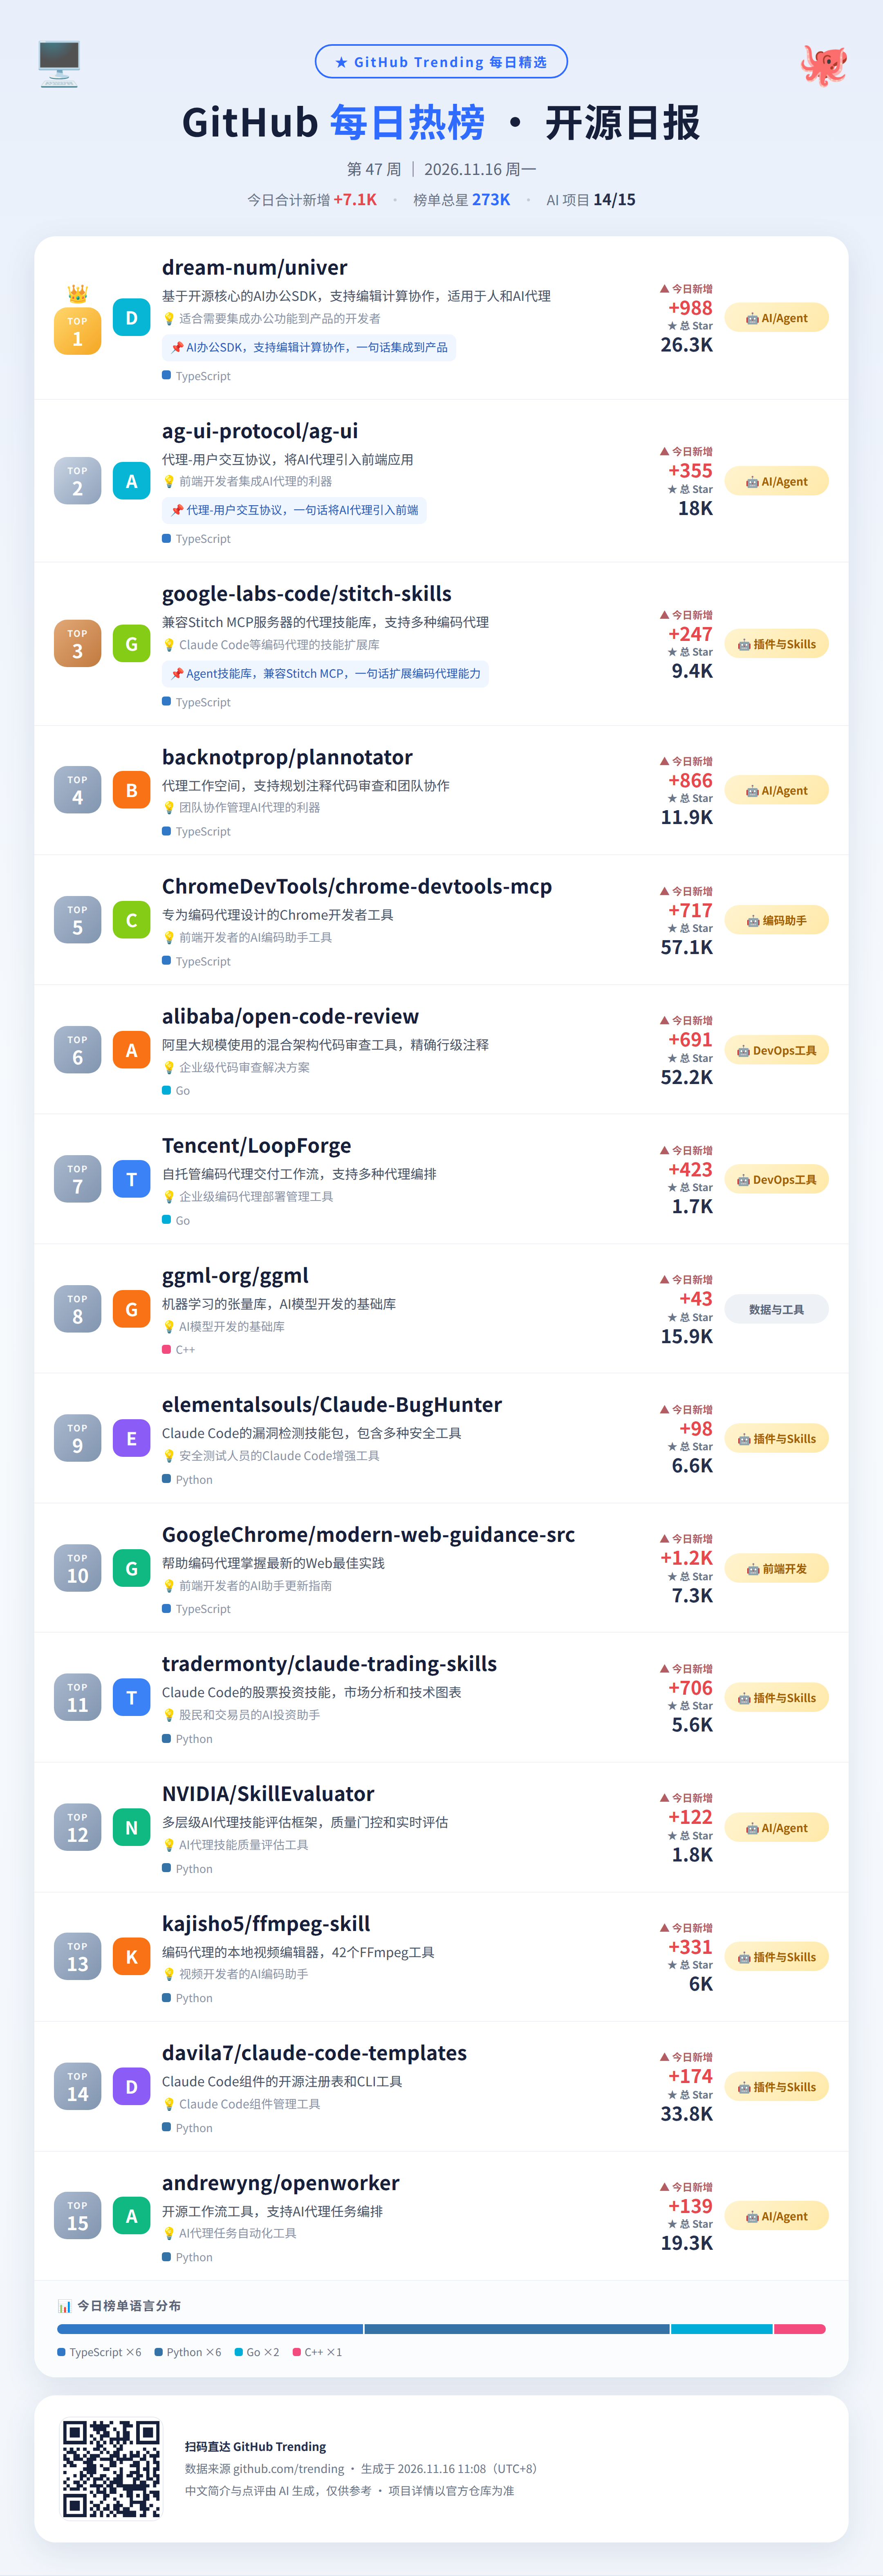 ★ GitHub Trending 每日精选
GitHub 每日热榜 · 开源日报
第 47 周 | 2026.11.16 周一
今日合计新增 +7.1K · 榜单总星 273K · AI 项目 14/15
TOP 1
D
dream-num/univer
基于开源核心的AI办公SDK，支持编辑计算协作，适用于人和AI代理
💡 适合需要集成办公功能到产品的开发者
📌 AI办公SDK，支持编辑计算协作，一句话集成到产品
TypeScript
▲ 今日新增
+988
★ 总 Star
26.3K
🤖 AI/Agent
TOP 2
A
ag-ui-protocol/ag-ui
代理-用户交互协议，将AI代理引入前端应用
💡 前端开发者集成AI代理的利器
📌 代理-用户交互协议，一句话将AI代理引入前端
TypeScript
▲ 今日新增
+355
★ 总 Star
18K
🤖 AI/Agent
TOP 3
G
google-labs-code/stitch-skills
兼容Stitch MCP服务器的代理技能库，支持多种编码代理
💡 Claude Code等编码代理的技能扩展库
📌 Agent技能库，兼容Stitch MCP，一句话扩展编码代理能力
TypeScript
▲ 今日新增
+247
★ 总 Star
9.4K
🤖 插件与Skills
TOP 4
B
backnotprop/plannotator
代理工作空间，支持规划注释代码审查和团队协作
💡 团队协作管理AI代理的利器
TypeScript
▲ 今日新增
+866
★ 总 Star
11.9K
🤖 AI/Agent
TOP 5
C
ChromeDevTools/chrome-devtools-mcp
专为编码代理设计的Chrome开发者工具
💡 前端开发者的AI编码助手工具
TypeScript
▲ 今日新增
+717
★ 总 Star
57.1K
🤖 编码助手
TOP 6
A
alibaba/open-code-review
阿里大规模使用的混合架构代码审查工具，精确行级注释
💡 企业级代码审查解决方案
Go
▲ 今日新增
+691
★ 总 Star
52.2K
🤖 DevOps工具
TOP 7
T
Tencent/LoopForge
自托管编码代理交付工作流，支持多种代理编排
💡 企业级编码代理部署管理工具
Go
▲ 今日新增
+423
★ 总 Star
1.7K
🤖 DevOps工具
TOP 8
G
ggml-org/ggml
机器学习的张量库，AI模型开发的基础库
💡 AI模型开发的基础库
C++
▲ 今日新增
+43
★ 总 Star
15.9K
数据与工具
TOP 9
E
elementalsouls/Claude-BugHunter
Claude Code的漏洞检测技能包，包含多种安全工具
💡 安全测试人员的Claude Code增强工具
Python
▲ 今日新增
+98
★ 总 Star
6.6K
🤖 插件与Skills
TOP 10
G
GoogleChrome/modern-web-guidance-src
帮助编码代理掌握最新的Web最佳实践
💡 前端开发者的AI助手更新指南
TypeScript
▲ 今日新增
+1.2K
★ 总 Star
7.3K
🤖 前端开发
TOP 11
T
tradermonty/claude-trading-skills
Claude Code的股票投资技能，市场分析和技术图表
💡 股民和交易员的AI投资助手
Python
▲ 今日新增
+706
★ 总 Star
5.6K
🤖 插件与Skills
TOP 12
N
NVIDIA/SkillEvaluator
多层级AI代理技能评估框架，质量门控和实时评估
💡 AI代理技能质量评估工具
Python
▲ 今日新增
+122
★ 总 Star
1.8K
🤖 AI/Agent
TOP 13
K
kajisho5/ffmpeg-skill
编码代理的本地视频编辑器，42个FFmpeg工具
💡 视频开发者的AI编码助手
Python
▲ 今日新增
+331
★ 总 Star
6K
🤖 插件与Skills
TOP 14
D
davila7/claude-code-templates
Claude Code组件的开源注册表和CLI工具
💡 Claude Code组件管理工具
Python
▲ 今日新增
+174
★ 总 Star
33.8K
🤖 插件与Skills
TOP 15
A
andrewyng/openworker
开源工作流工具，支持AI代理任务编排
💡 AI代理任务自动化工具
Python
▲ 今日新增
+139
★ 总 Star
19.3K
🤖 AI/Agent
📊 今日榜单语言分布
TypeScript ×6 Python ×6 Go ×2 C++ ×1
扫码直达 GitHub Trending
数据来源 github.com/trending · 生成于 2026.11.16 11:08（UTC+8）
中文简介与点评由 AI 生成，仅供参考 · 项目详情以官方仓库为准